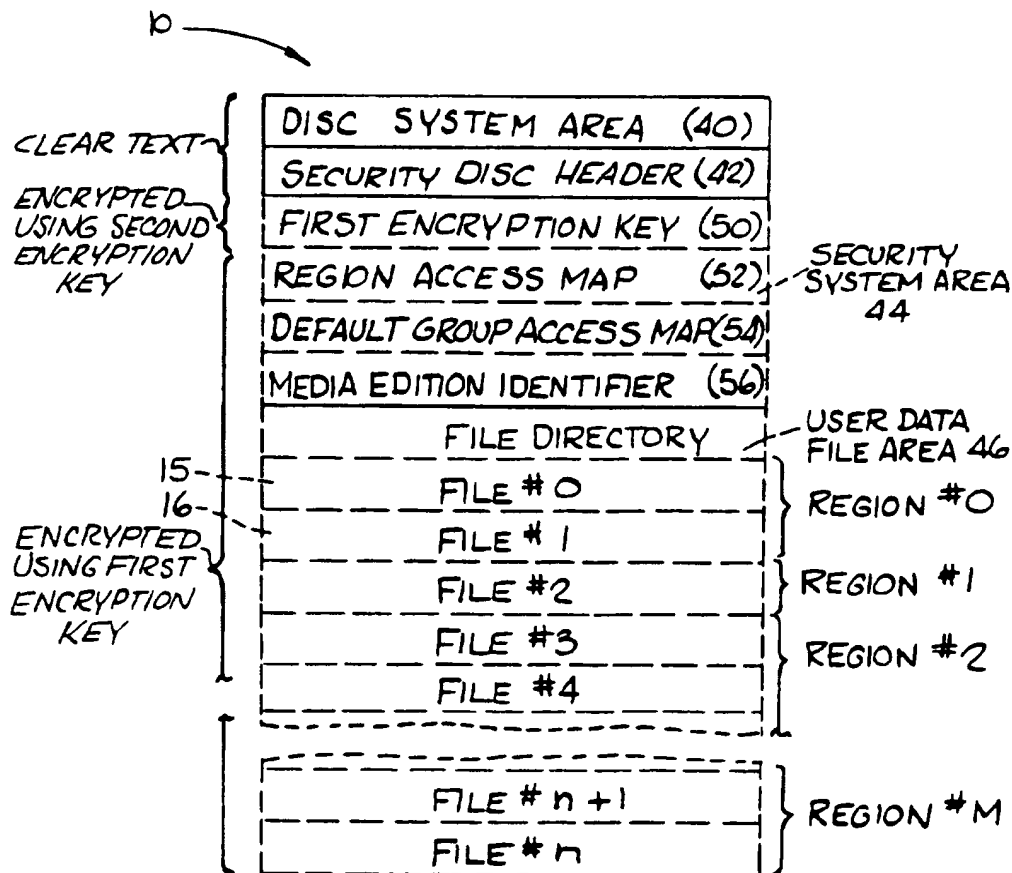 10
DISC SYSTEM AREA (40)
CLEAR TEXT
SECURITY DISC HEADER (42)
ENCRYPTED
USING SECOND
ENCRYPTION
KEY
FIRST ENCRYPTION KEY (50)
REGION ACCESS MAP (52)
SECURITY
SYSTEM AREA
44
DEFAULT GROUP ACCESS MAP (54)
MEDIA EDITION IDENTIFIER (56)
FILE DIRECTORY
USER DATA
FILE AREA 46
15
FILE #0
16
FILE #1
REGION #0
ENCRYPTED
USING FIRST
ENCRYPTION
KEY
FILE #2
REGION #1
FILE #3
FILE #4
REGION #2
FILE # n+1
FILE # n
REGION #M